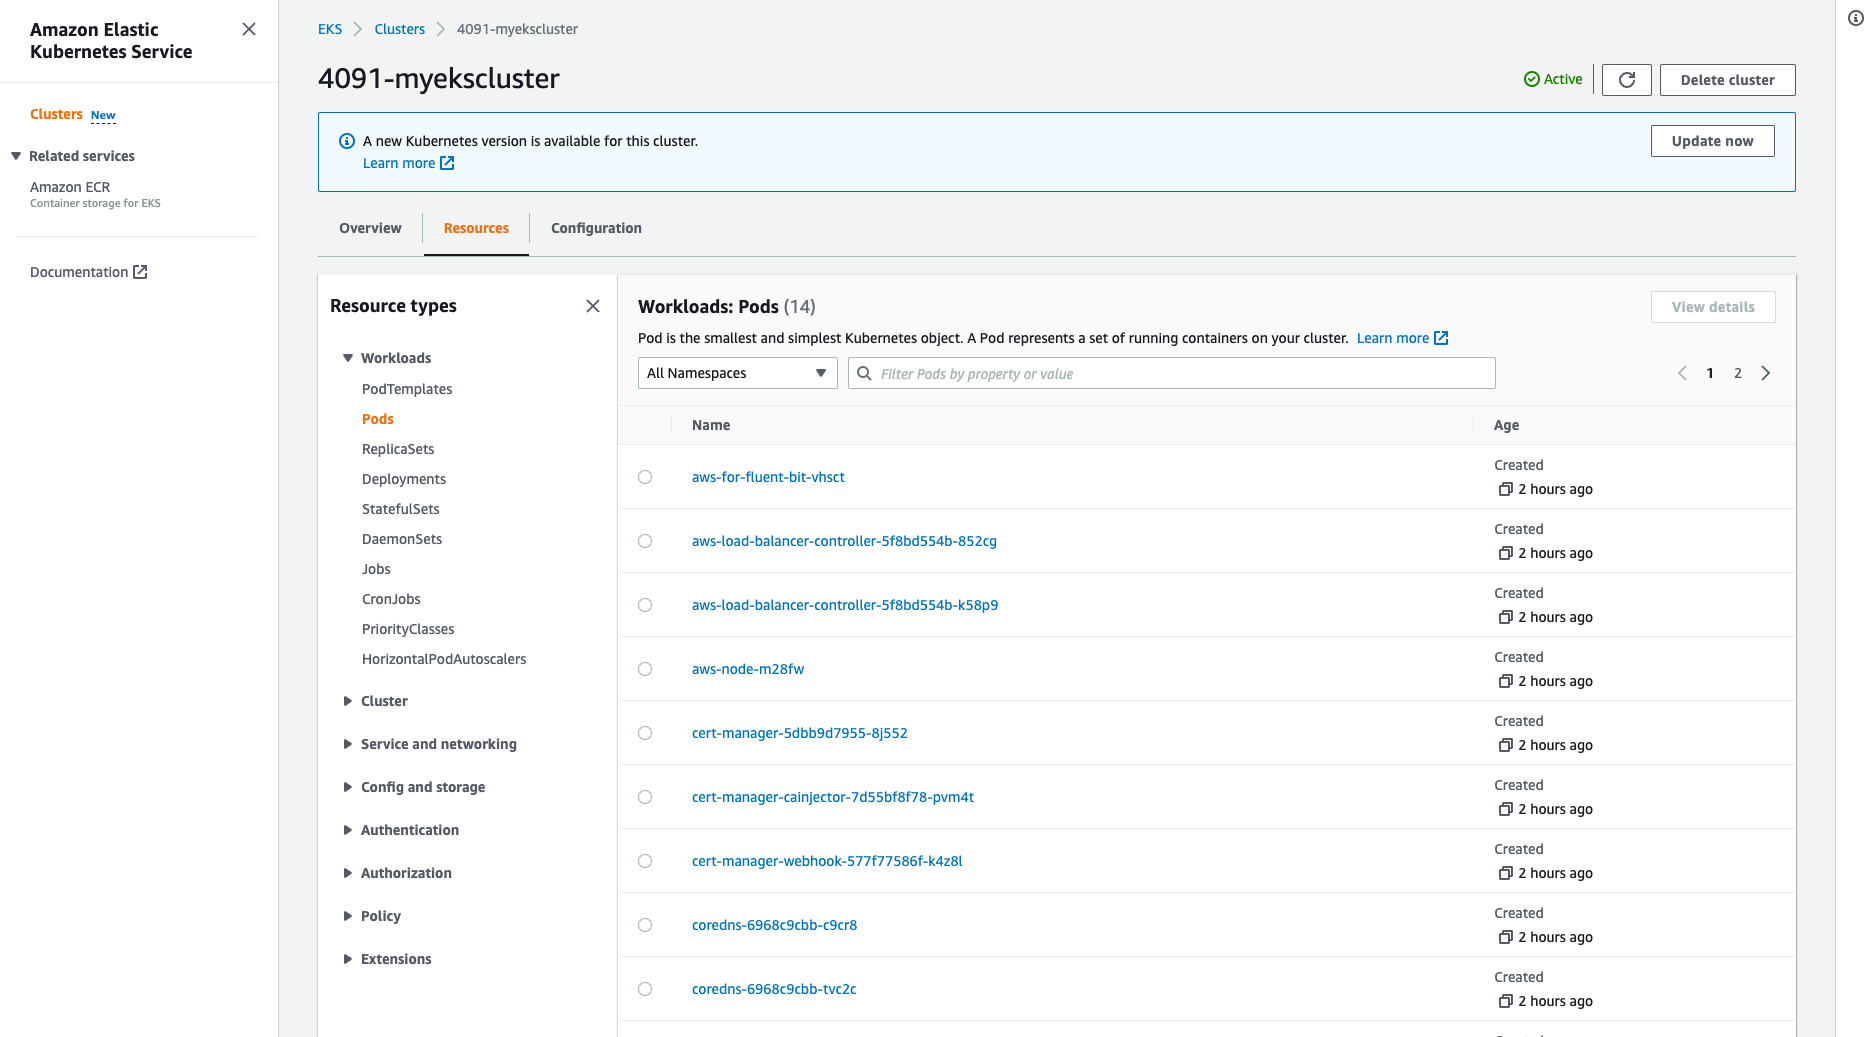 Amazon Elastic
Kubernetes Service
Clusters New
Related services
Amazon ECR
Container storage for EKS
Documentation
EKS Clusters 4091-myekscluster
4091-myekscluster
Active
Delete cluster
A new Kubernetes version is available for this cluster.
Learn more
Update now
Overview Resources Configuration
Resource types
Workloads
PodTemplates
Pods
ReplicaSets
Deployments
StatefulSets
DaemonSets
Jobs
CronJobs
PriorityClasses
HorizontalPodAutoscalers
Cluster
Service and networking
Config and storage
Authentication
Authorization
Policy
Extensions
Workloads: Pods (14)
View details
Pod is the smallest and simplest Kubernetes object. A Pod represents a set of running containers on your cluster. Learn more
All Namespaces
Filter Pods by property or value
1 2
Name Age
aws-for-fluent-bit-vhsct
Created
2 hours ago
aws-load-balancer-controller-5f8bd554b-852cg
Created
2 hours ago
aws-load-balancer-controller-5f8bd554b-k58p9
Created
2 hours ago
aws-node-m28fw
Created
2 hours ago
cert-manager-5dbb9d7955-8j552
Created
2 hours ago
cert-manager-cainjector-7d55bf8f78-pvm4t
Created
2 hours ago
cert-manager-webhook-577f77586f-k4z8l
Created
2 hours ago
coredns-6968c9cbb-c9cr8
Created
2 hours ago
coredns-6968c9cbb-tvc2c
Created
2 hours ago